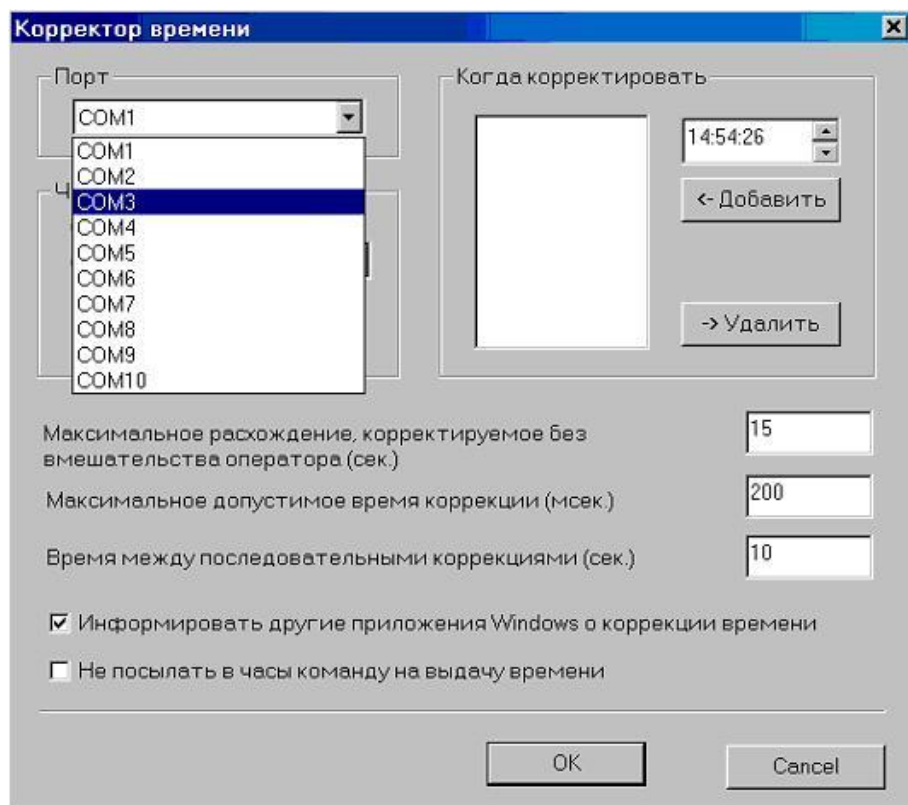 Корректор времени
Порт
Когда корректировать
COM1
14:54:26
COM1
COM2
COM3
COM4
COM5
COM6
COM7
COM8
COM9
COM10
<- Добавить
-> Удалить
Максимальное расхождение, корректируемое без
вмешательства оператора (сек.)
15
Максимальное допустимое время коррекции (мсек.)
200
Время между последовательными коррекциями (сек.)
10
Информировать другие приложения Windows о коррекции времени
Не посылать в часы команду на выдачу времени
OK
Cancel